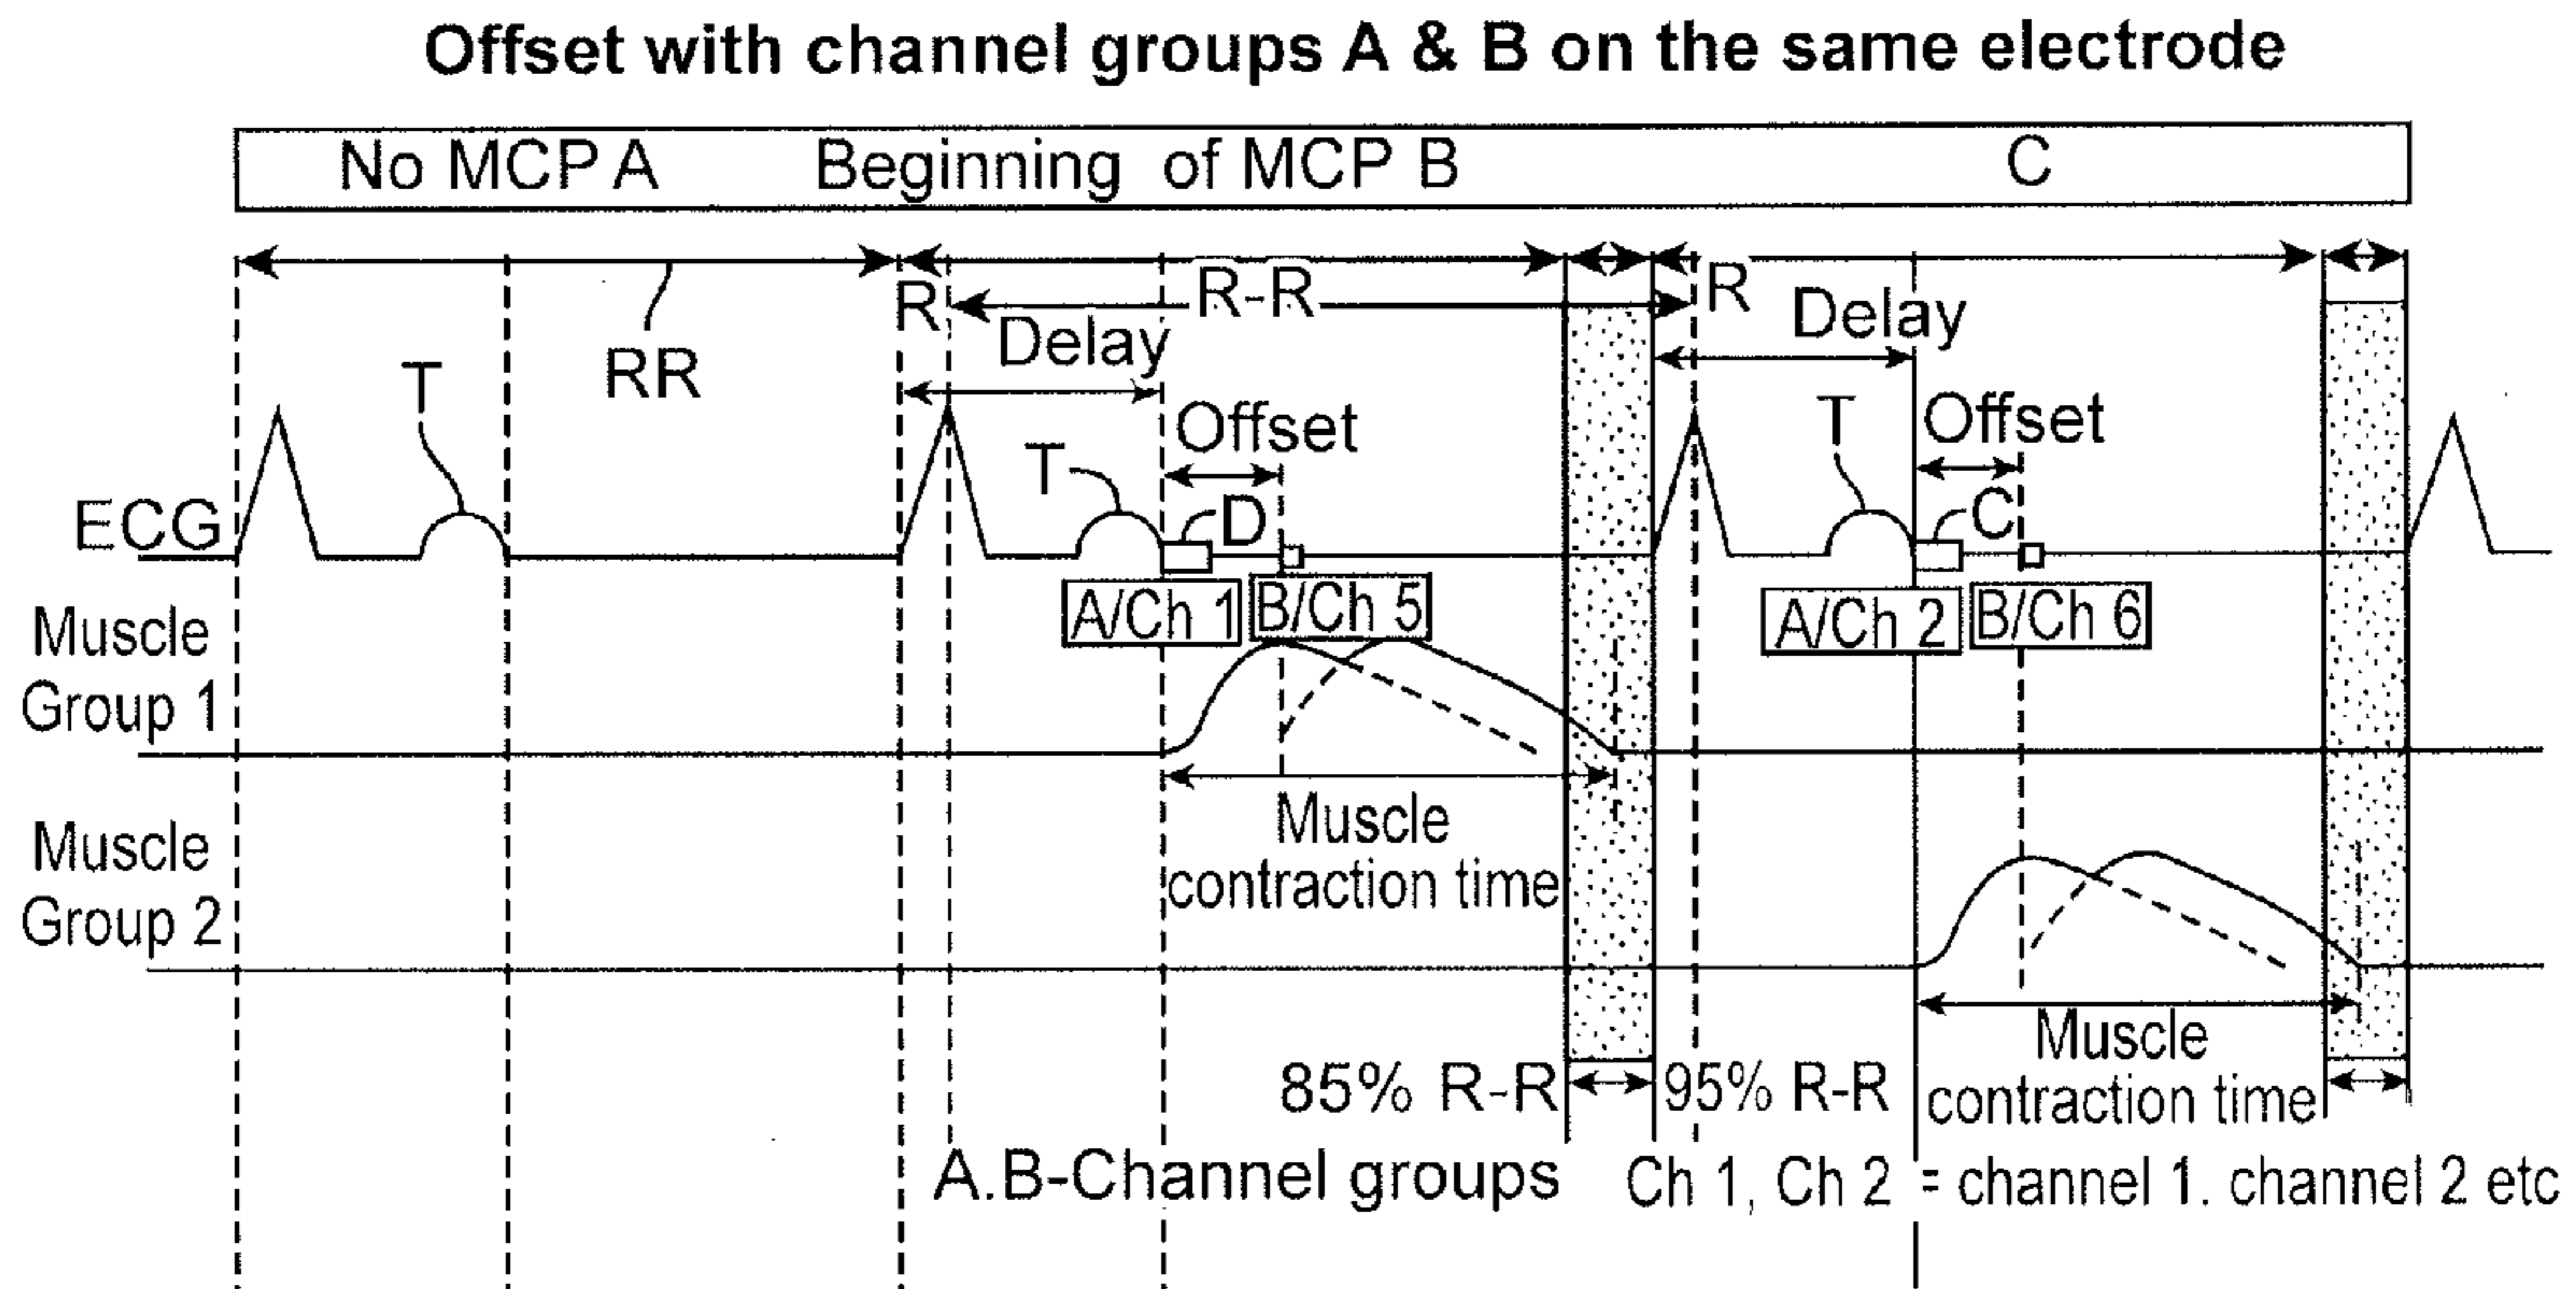 Offset with channel groups A & B on the same electrode
No MCP A Beginning of MCP B C
R R-R R
Delay Delay
RR
T Offset T Offset
T D C
ECG
A/Ch 1 B/Ch 5 A/Ch 2 B/Ch 6
Muscle
Group 1
Muscle
contraction time
Muscle
Group 2
Muscle
contraction time
85% R-R 95% R-R
A.B-Channel groups Ch 1, Ch 2 = channel 1. channel 2 etc